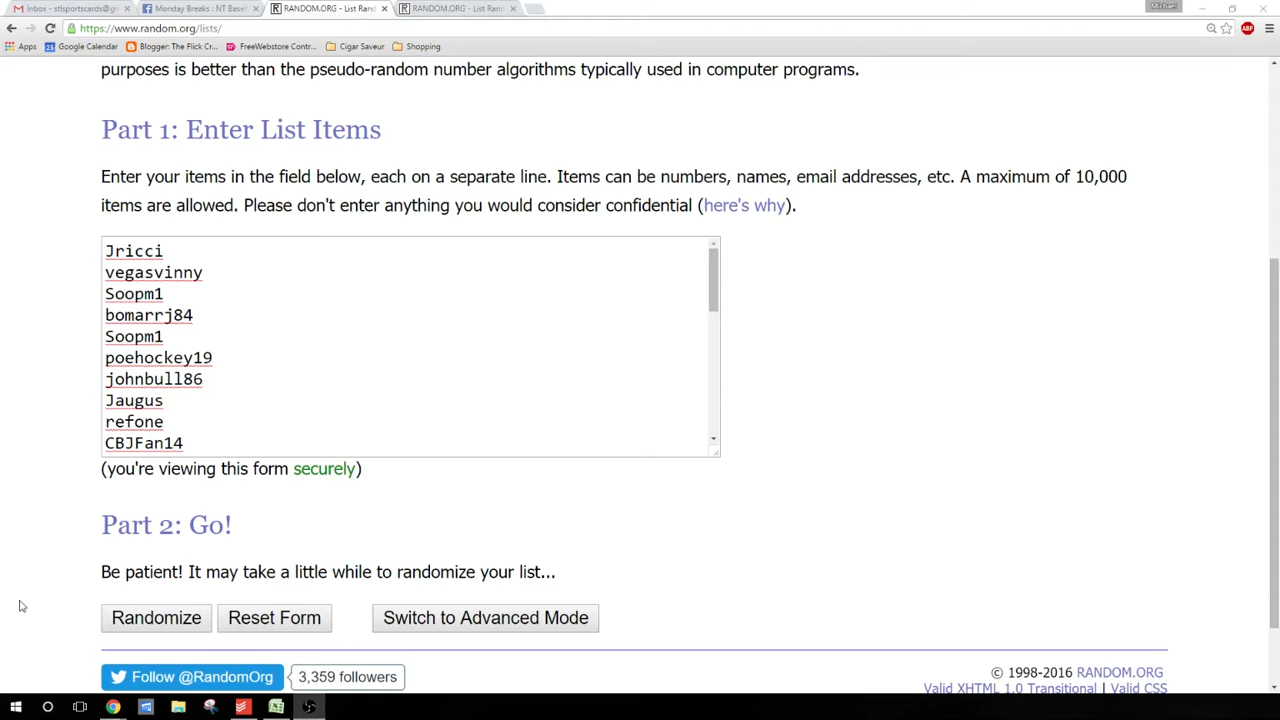 Michael
Inbox - stlsportscards@gr
Monday Breaks : NT Baset
RANDOM.ORG - List Ran
RANDOM.ORG - List Rand
https://www.random.org/lists/
ABP
Apps
Google Calendar
Blogger: The Flick Cr...
FreeWebstore Contr...
Cigar Saveur
Shopping
purposes is better than the pseudo-random number algorithms typically used in computer programs.
Part 1: Enter List Items
Enter your items in the field below, each on a separate line. Items can be numbers, names, email addresses, etc. A maximum of 10,000
items are allowed. Please don't enter anything you would consider confidential (here's why).
Jricci
vegasvinny
Soopm1
bomarrj84
Soopm1
poehockey19
johnbull86
Jaugus
refone
CBJFan14
(you're viewing this form securely)
Part 2: Go!
Be patient! It may take a little while to randomize your list...
Randomize
Reset Form
Switch to Advanced Mode
Follow @RandomOrg
3,359 followers
© 1998-2016 RANDOM.ORG
Valid XHTML 1.0 Transitional | Valid CSS